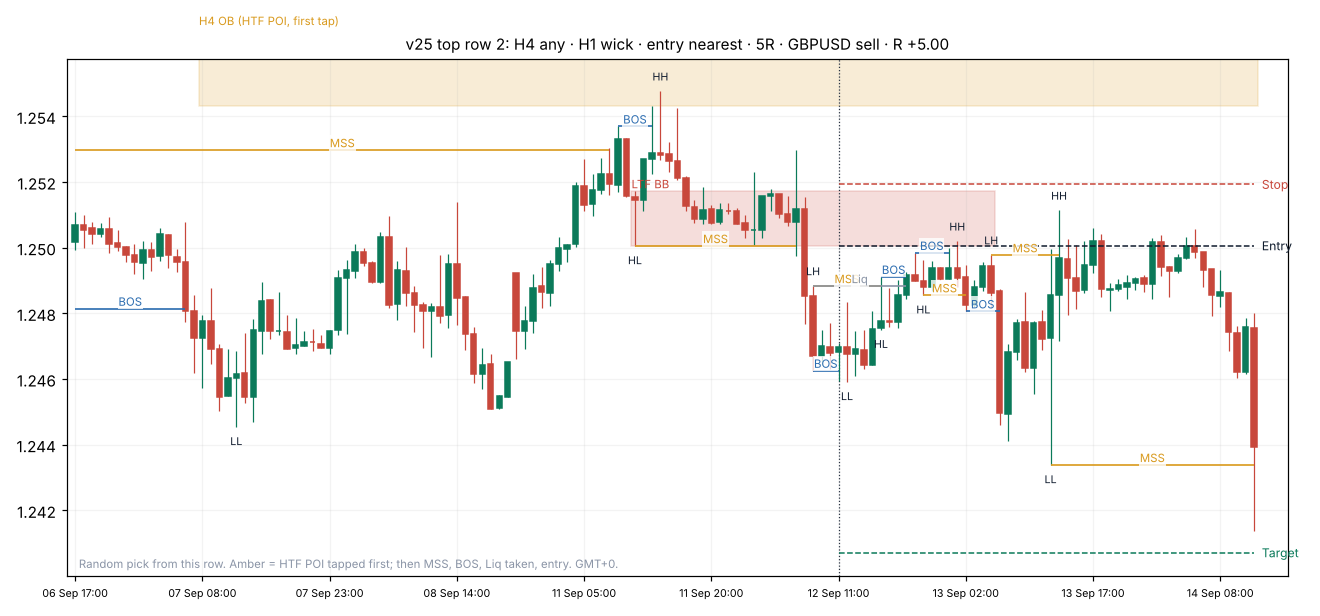 H4 OB (HTF POI, first tap)
v25 top row 2: H4 any · H1 wick · entry nearest · 5R · GBPUSD sell · R +5.00
HH
1.254
BOS
MSS
1.252
LTF BB
Stop
HH
HH
LH
1.250
MSS
BOS
MSS
Entry
HL
LH
MSS
Liq
BOS
MSS
BOS
HL
BOS
1.248
HL
BOS
1.246
LL
LL
1.244
MSS
LL
1.242
Target
Random pick from this row. Amber = HTF POI tapped first; then MSS, BOS, Liq taken, entry. GMT+0.
06 Sep 17:00 07 Sep 08:00 07 Sep 23:00 08 Sep 14:00 11 Sep 05:00 11 Sep 20:00 12 Sep 11:00 13 Sep 02:00 13 Sep 17:00 14 Sep 08:00